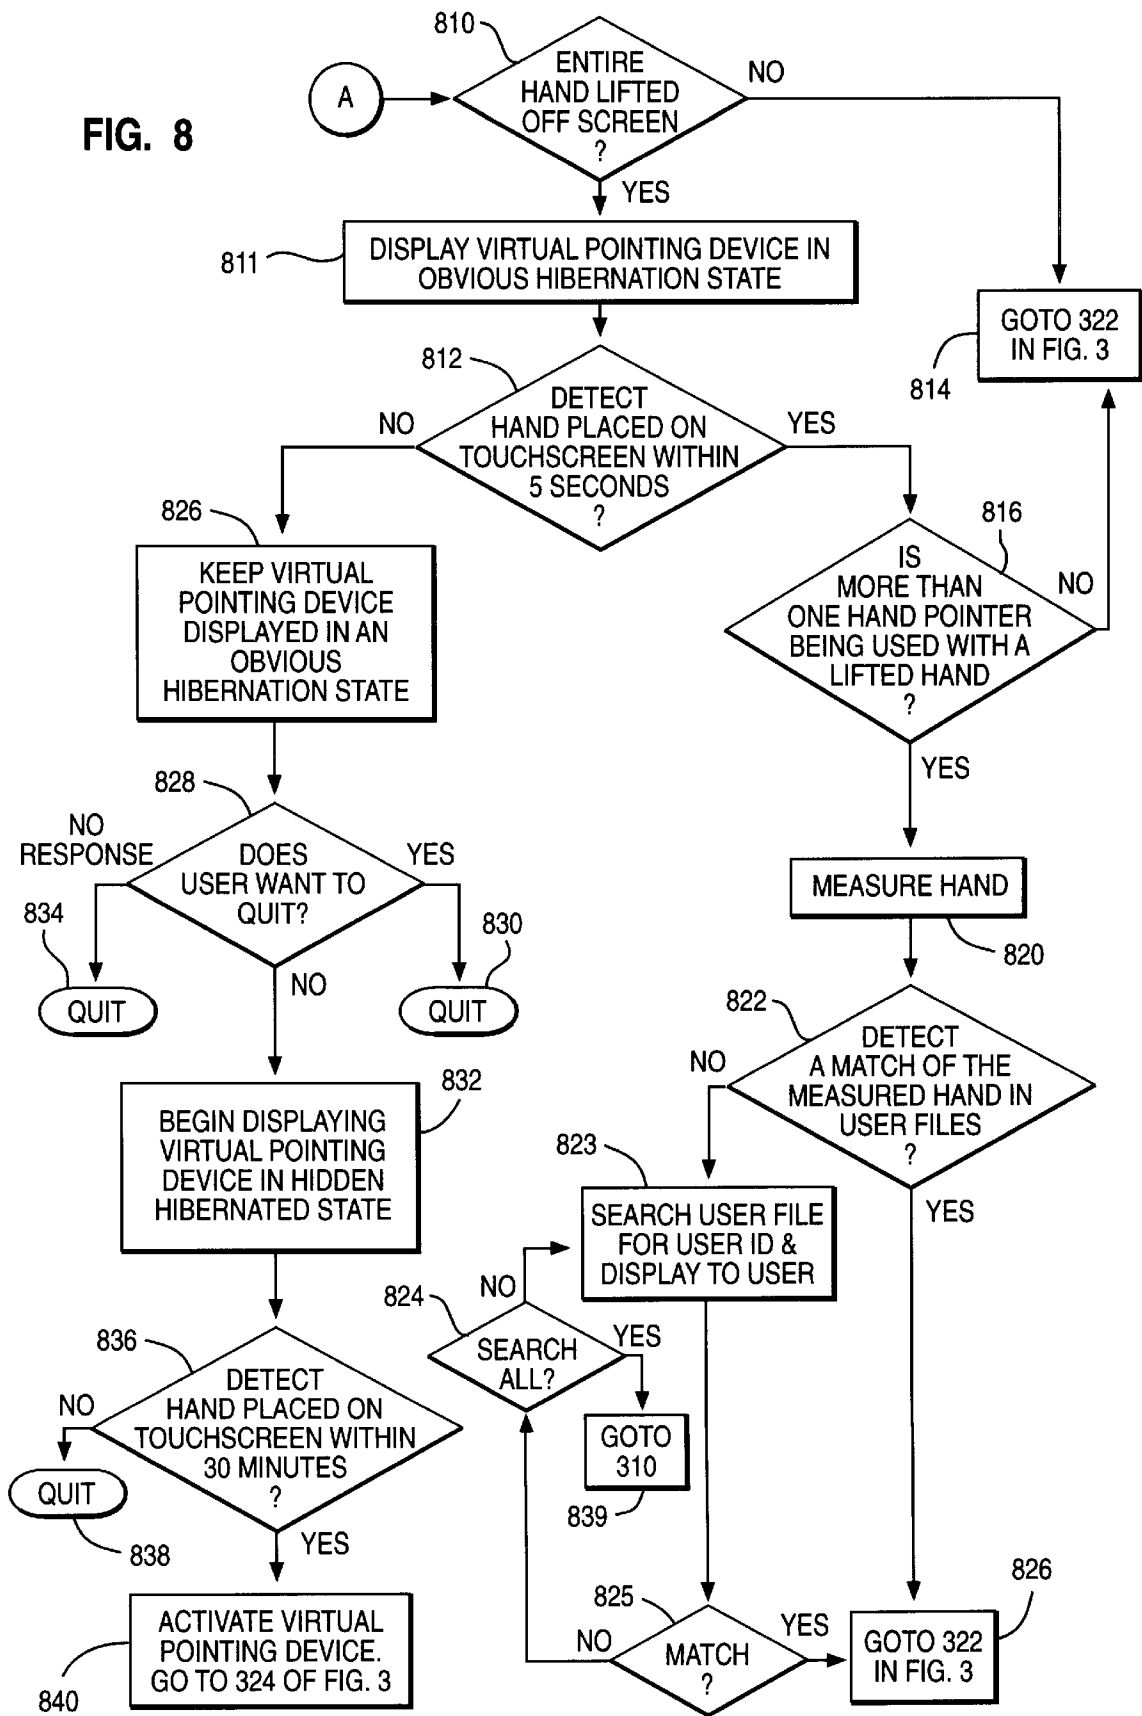 FIG. 8
A
810
ENTIRE
HAND LIFTED
OFF SCREEN
?
NO
YES
811
DISPLAY VIRTUAL POINTING DEVICE IN
OBVIOUS HIBERNATION STATE
GOTO 322
IN FIG. 3
814
812
DETECT
HAND PLACED ON
TOUCHSCREEN WITHIN
5 SECONDS
?
NO
YES
826
KEEP VIRTUAL
POINTING DEVICE
DISPLAYED IN AN
OBVIOUS
HIBERNATION STATE
816
IS
MORE THAN
ONE HAND POINTER
BEING USED WITH A
LIFTED HAND
?
NO
YES
828
DOES
USER WANT TO
QUIT?
NO
RESPONSE
YES
NO
834
QUIT
830
QUIT
MEASURE HAND
820
822
DETECT
A MATCH OF THE
MEASURED HAND IN
USER FILES
?
NO
YES
832
BEGIN DISPLAYING
VIRTUAL POINTING
DEVICE IN HIDDEN
HIBERNATED STATE
823
SEARCH USER FILE
FOR USER ID &
DISPLAY TO USER
824
NO
SEARCH
ALL?
YES
GOTO
310
839
836
DETECT
HAND PLACED ON
TOUCHSCREEN WITHIN
30 MINUTES
?
NO
QUIT
838
YES
ACTIVATE VIRTUAL
POINTING DEVICE.
GO TO 324 OF FIG. 3
840
825
MATCH
?
NO
YES
826
GOTO 322
IN FIG. 3